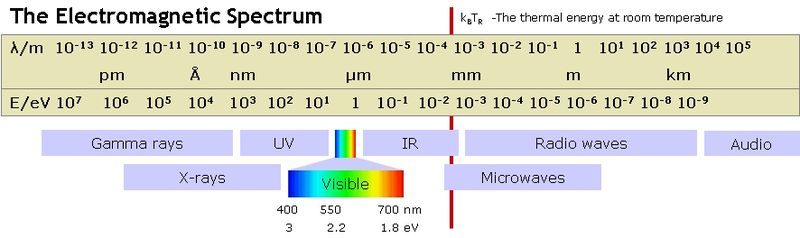 The Electromagnetic Spectrum
k_BT_R -The thermal energy at room temperature
λ/m 10⁻¹³ 10⁻¹² 10⁻¹¹ 10⁻¹⁰ 10⁻⁹ 10⁻⁸ 10⁻⁷ 10⁻⁶ 10⁻⁵ 10⁻⁴ 10⁻³ 10⁻² 10⁻¹ 1 10¹ 10² 10³ 10⁴ 10⁵
pm Å nm µm mm m km
E/eV 10⁷ 10⁶ 10⁵ 10⁴ 10³ 10² 10¹ 1 10⁻¹ 10⁻² 10⁻³ 10⁻⁴ 10⁻⁵ 10⁻⁶ 10⁻⁷ 10⁻⁸ 10⁻⁹
Gamma rays UV IR Radio waves Audio
X-rays Visible Microwaves
400 550 700 nm
3 2.2 1.8 eV